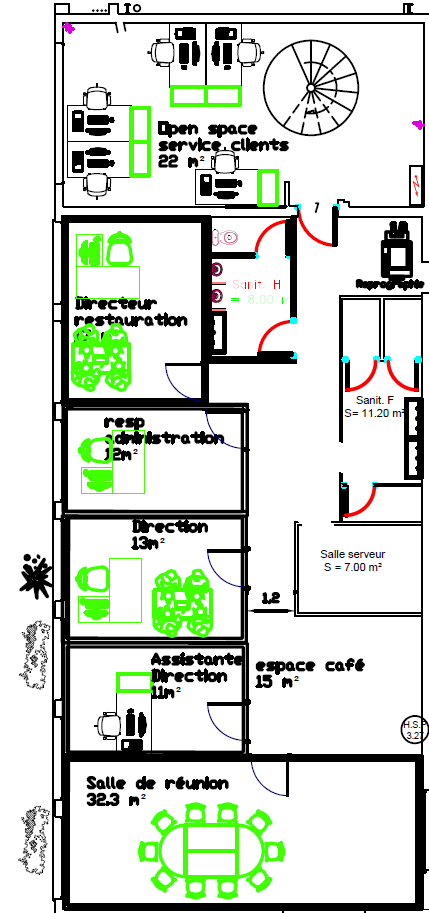 Open space
service clients
22 m²
7
Sanit. H
= 8.00
Reprographie
Directeur
restauration
Sanit. F
S= 11.20 m²
resp
administration
12m²
Direction
13m²
Salle serveur
S = 7.00 m²
1,2
Assistante
Direction
11m²
espace café
15 m²
H.S.P
3.27
Salle de réunion
32.3 m²